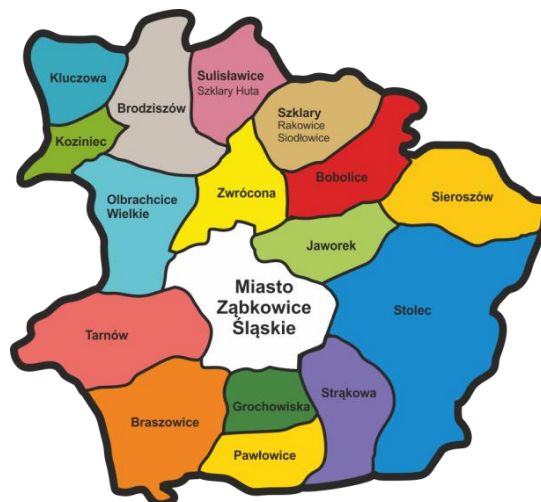 Kluczowa
Koziniec
Brodziszów
Sulisławice
Szklary Huta
Szklary
Rakowice
Siodłowice
Bobolice
Sieroszów
Olbrachcice
Wielkie
Zwrócona
Jaworek
Miasto
Ząbkowice
Śląskie
Stolec
Tarnów
Braszowice
Grochowiska
Strąkowa
Pawłowice